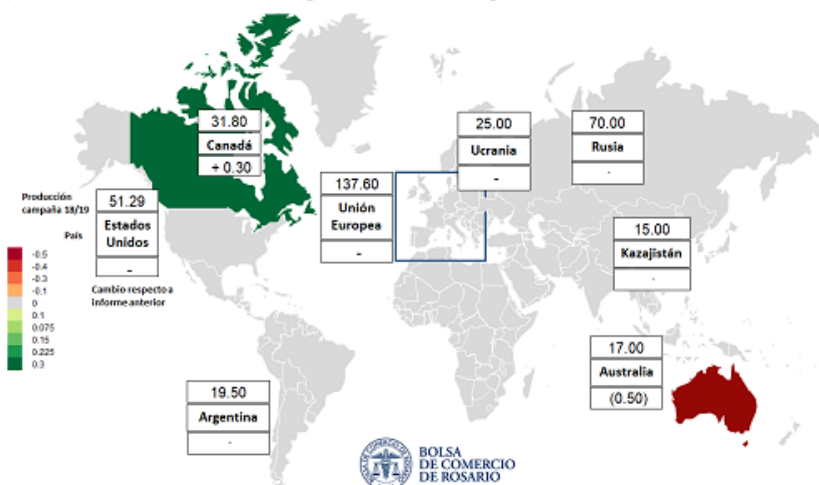 31.80
Canadá
+ 0.30
25.00
Ucrania
-
70.00
Rusia
-
Producción
campaña 18/19
País
51.29
Estados
Unidos
-
Cambio respecto a
informe anterior
137.60
Unión
Europea
-
15.00
Kazajistán
-
-0.5
-0.4
-0.3
-0.1
0
0.1
0.075
0.15
0.225
0.3
17.00
Australia
(0.50)
19.50
Argentina
-
BOLSA
DE COMERCIO
DE ROSARIO